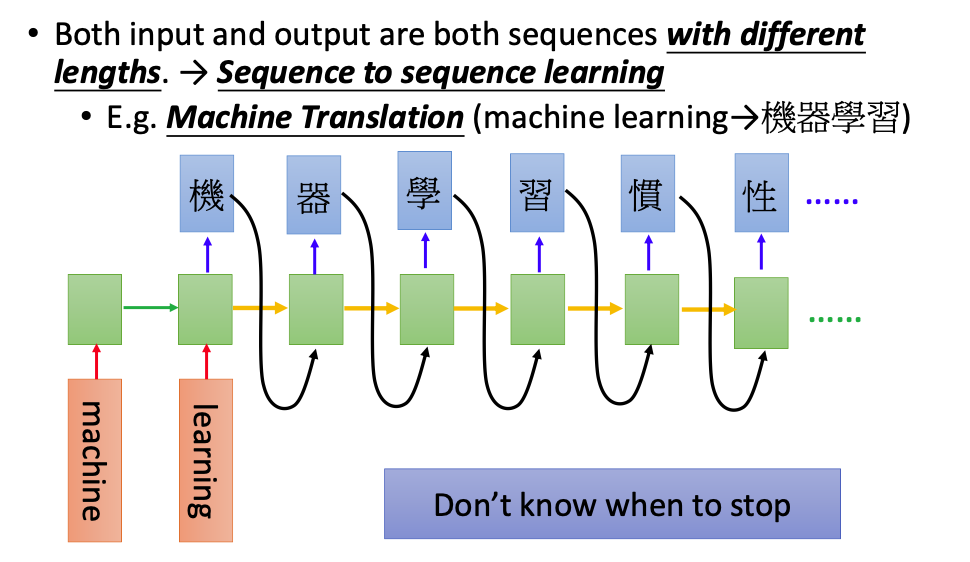 • Both input and output are both sequences with different
lengths. → Sequence to sequence learning
• E.g. Machine Translation (machine learning→機器學習)
機 器 學 習 慣 性 ……
……
machine
learning
Don’t know when to stop